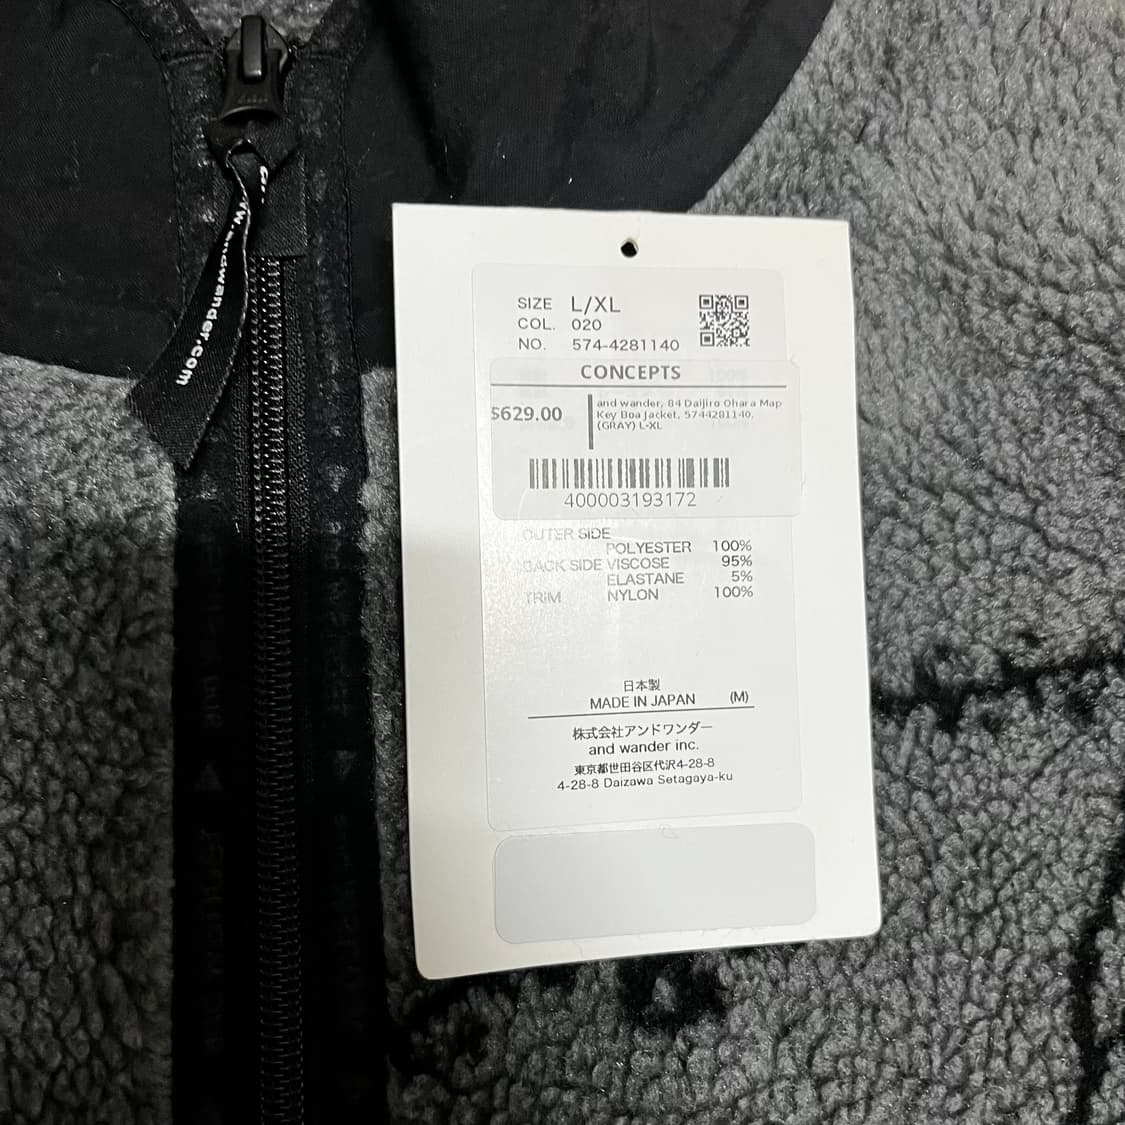 www.andwander.com
SIZE L/XL
COL. 020
NO. 574-4281140
CONCEPTS
$629.00
and wander, 84 Daijiro Ohara Map
Key Boa Jacket, 574-4281140,
(GRAY) L-XL
400003193172
OUTER SIDE
POLYESTER 100%
BACK SIDE VISCOSE 95%
ELASTANE 5%
TRIM NYLON 100%
日本製
MADE IN JAPAN (M)
株式会社アンドワンダー
and wander inc.
東京都世田谷区代沢4-28-8
4-28-8 Daizawa Setagaya-ku